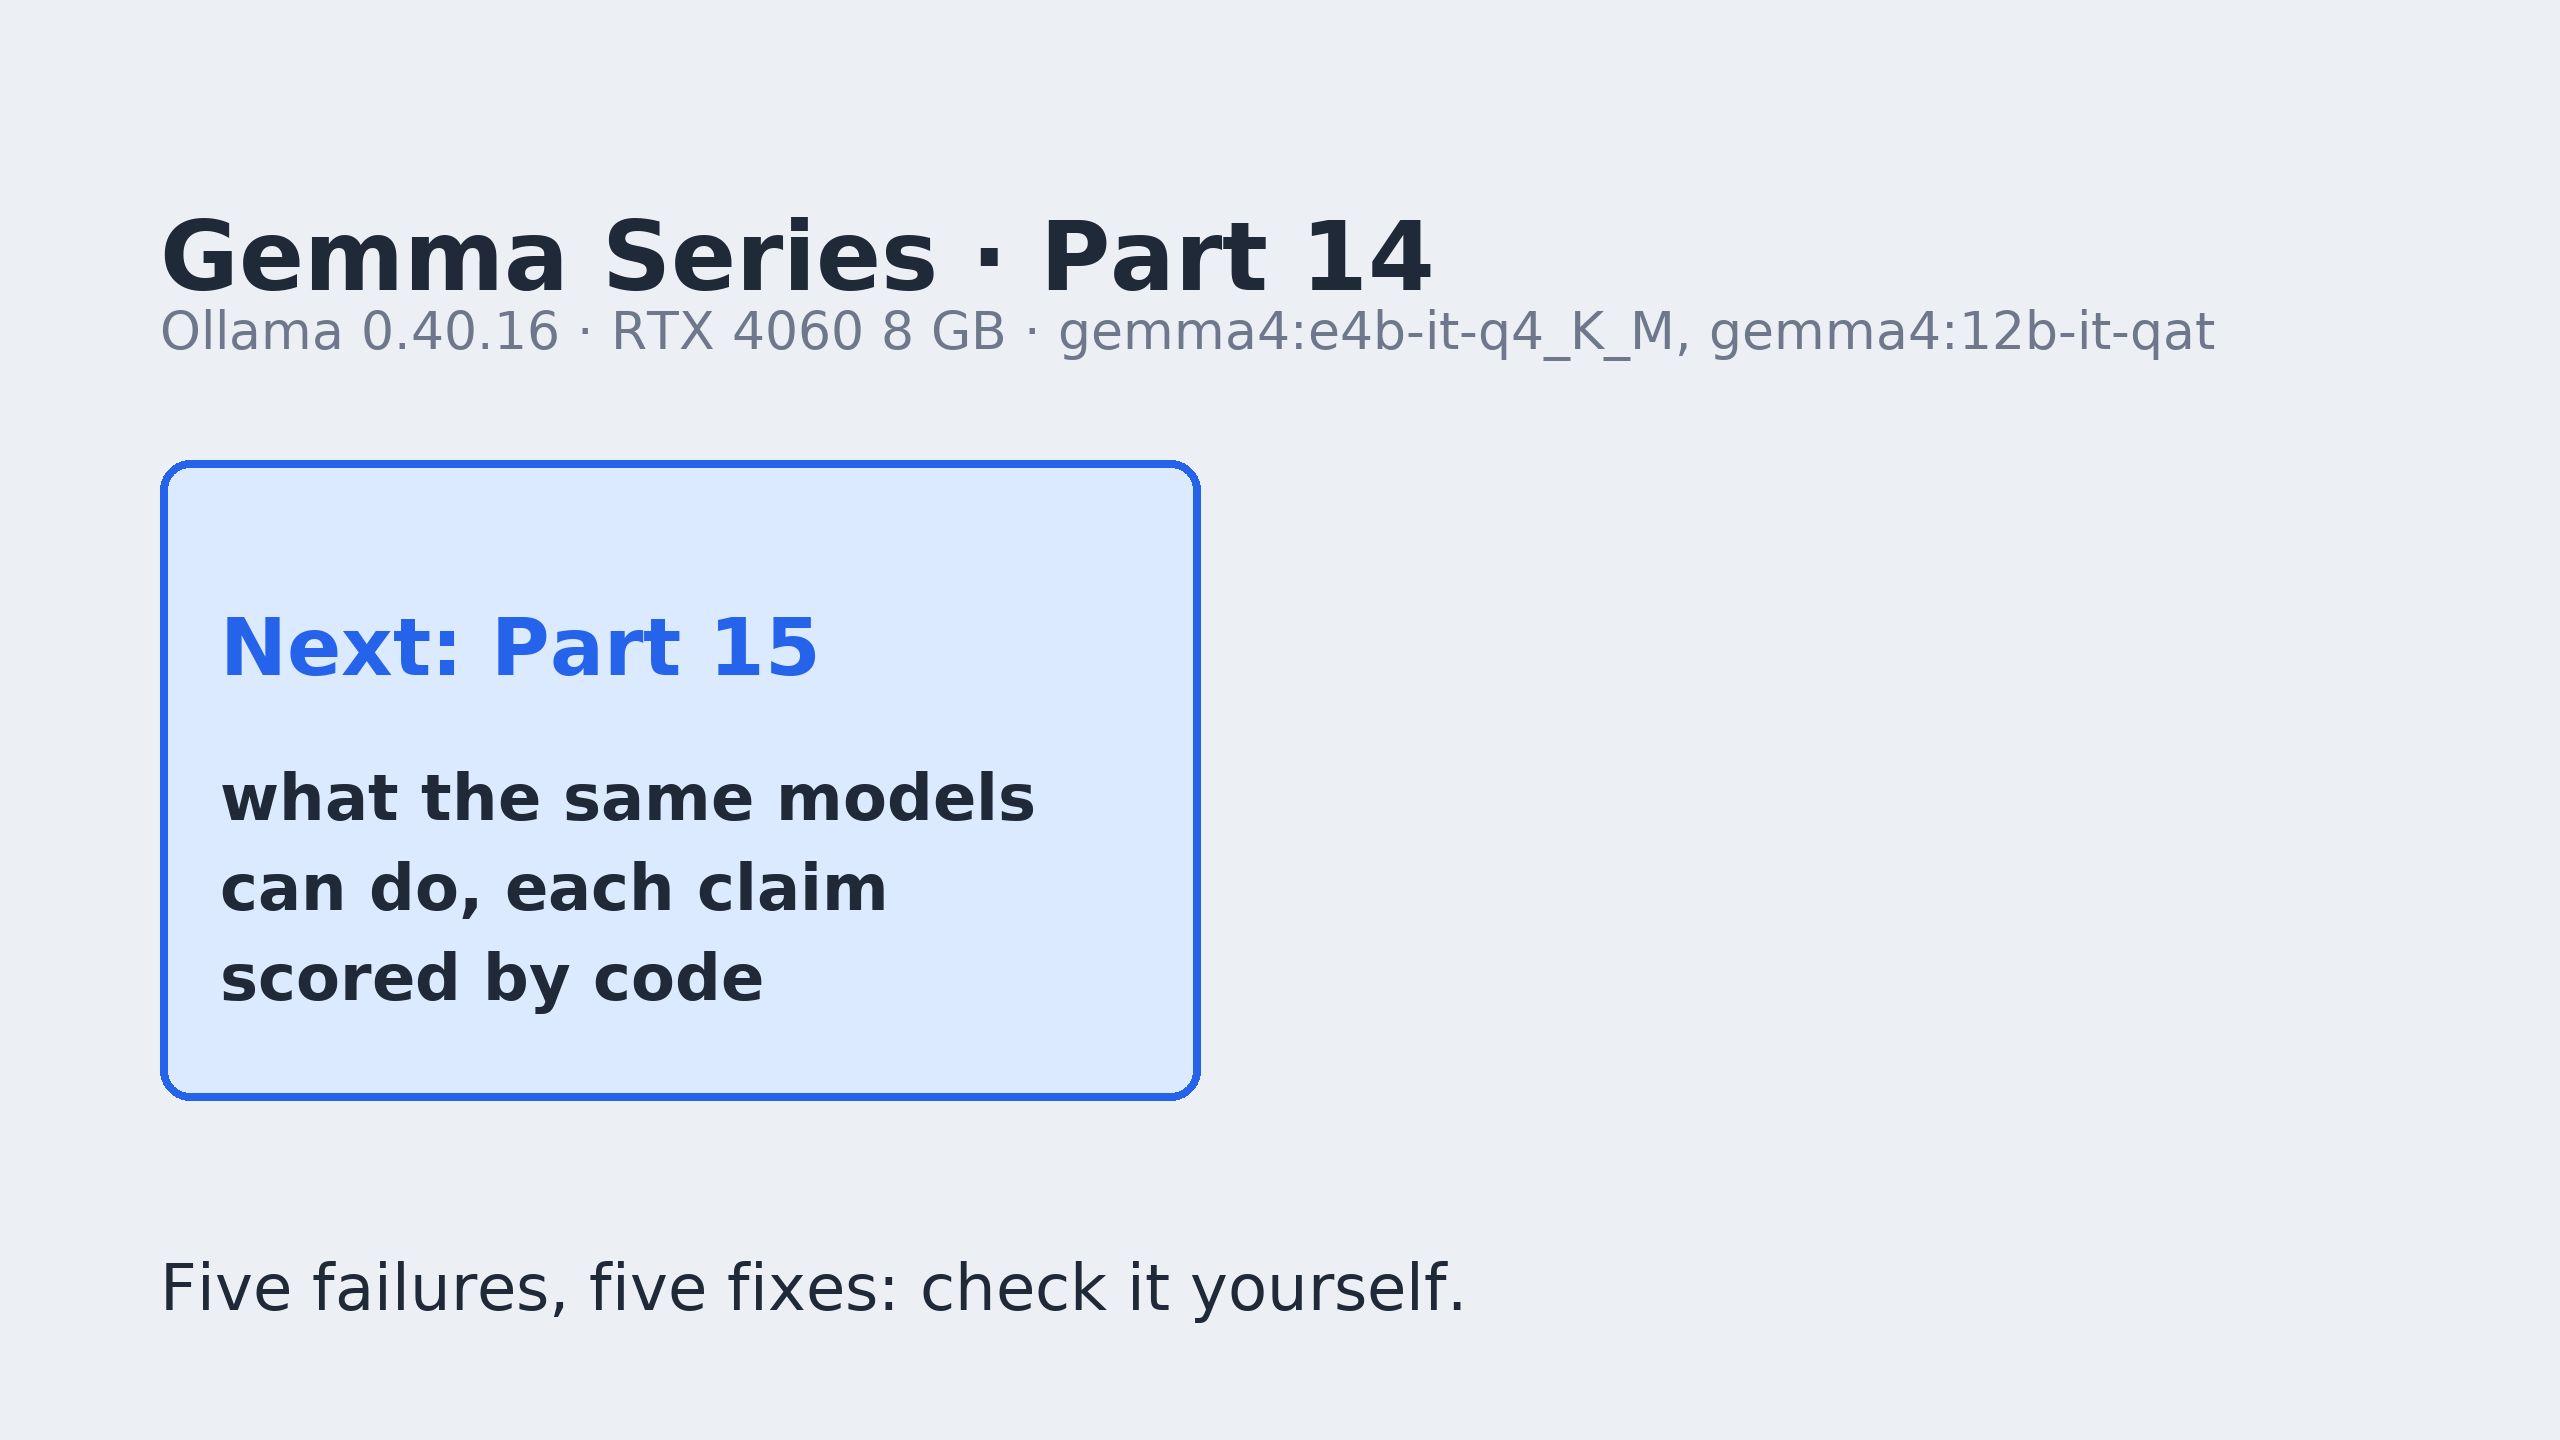 Gemma Series · Part 14
Ollama 0.40.16 · RTX 4060 8 GB · gemma4:e4b-it-q4_K_M, gemma4:12b-it-qat
Next: Part 15
what the same models
can do, each claim
scored by code
Five failures, five fixes: check it yourself.